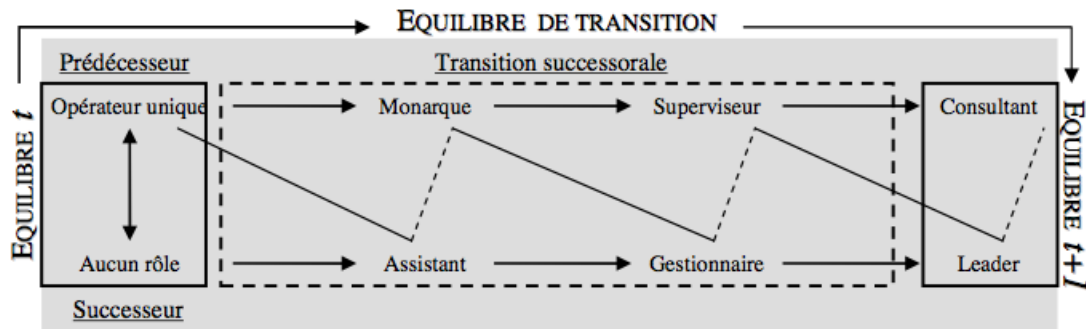 EQUILIBRE DE TRANSITION
Prédécesseur Transition successorale
Opérateur unique Monarque Superviseur Consultant
EQUILIBRE t
EQUILIBRE t+1
Aucun rôle Assistant Gestionnaire Leader
Successeur